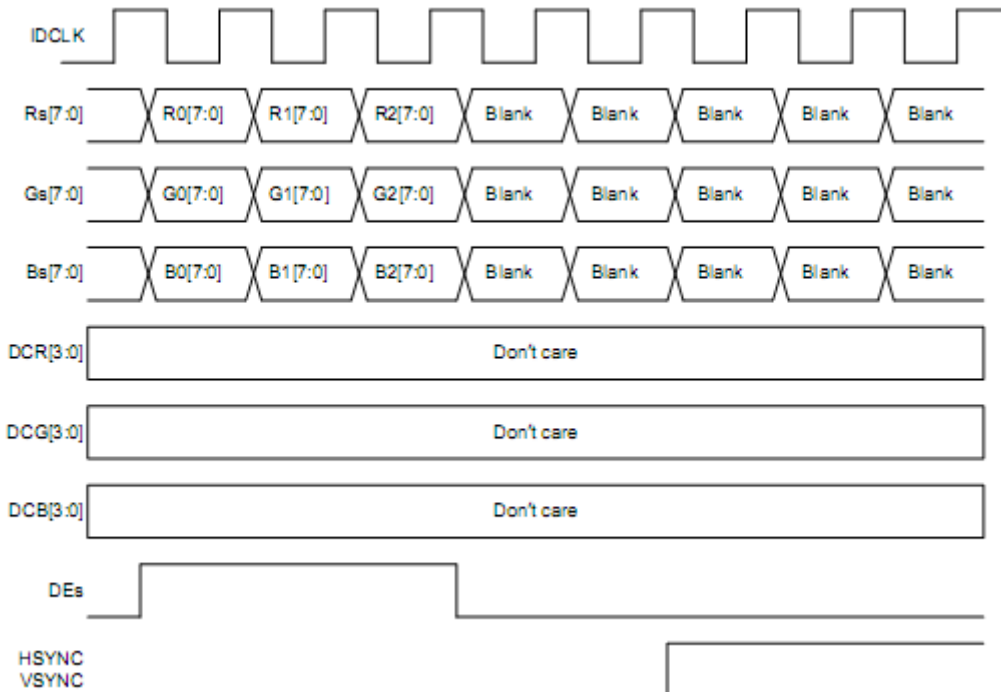 IDCLK
Rs[7:0] R0[7:0] R1[7:0] R2[7:0] Blank Blank Blank Blank Blank
Gs[7:0] G0[7:0] G1[7:0] G2[7:0] Blank Blank Blank Blank Blank
Bs[7:0] B0[7:0] B1[7:0] B2[7:0] Blank Blank Blank Blank Blank
DCR[3:0] Don't care
DCG[3:0] Don't care
DCB[3:0] Don't care
DEs
HSYNC
VSYNC